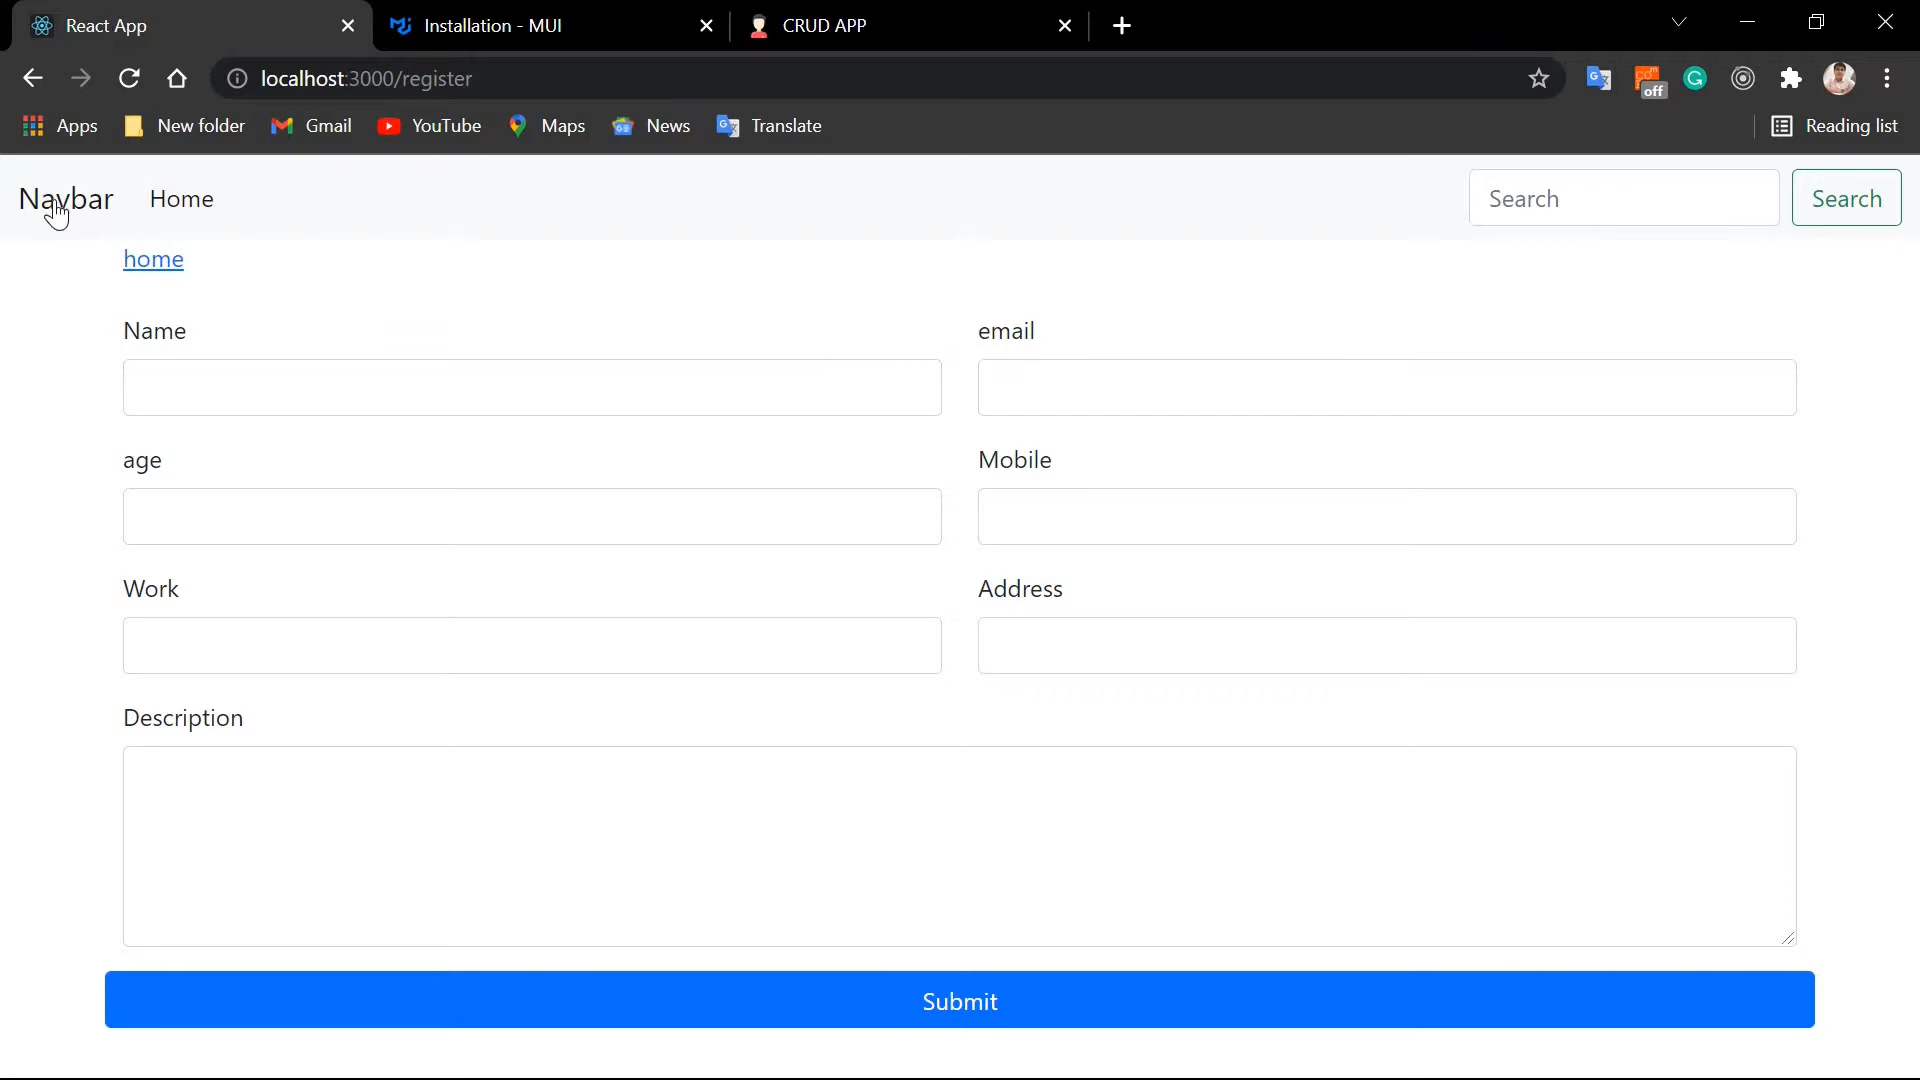 React App
Installation - MUI
CRUD APP
localhost:3000/register
off
Apps
New folder
Gmail
YouTube
Maps
News
Translate
Reading list
Navbar
Home
Search
Search
home
Name
email
age
Mobile
Work
Address
Description
Submit